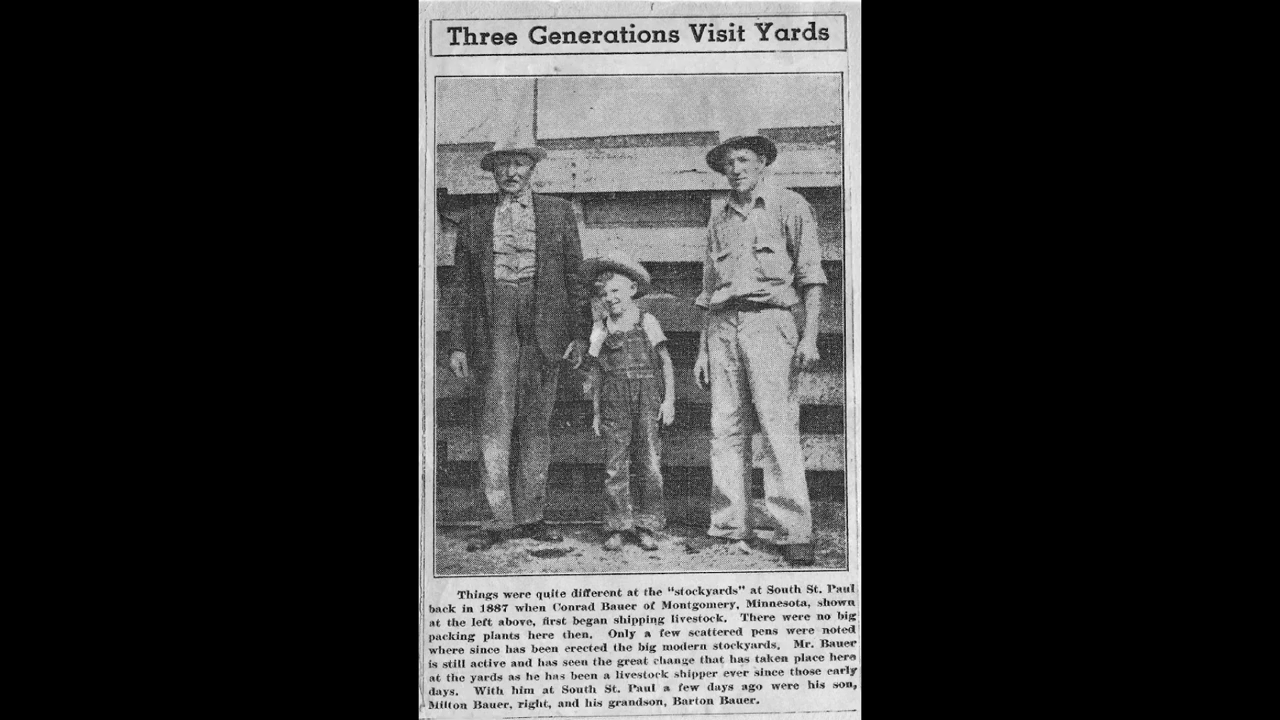 Three Generations Visit Yards
Things were quite different at the "stockyards" at South St. Paul
back in 1887 when Conrad Bauer of Montgomery, Minnesota, shown
at the left above, first began shipping livestock. There were no big
packing plants here then. Only a few scattered pens were noted
where since has been erected the big modern stockyards. Mr. Bauer
is still active and has seen the great change that has taken place here
at the yards as he has been a livestock shipper ever since those early
days. With him at South St. Paul a few days ago were his son,
Milton Bauer, right, and his grandson, Barton Bauer.